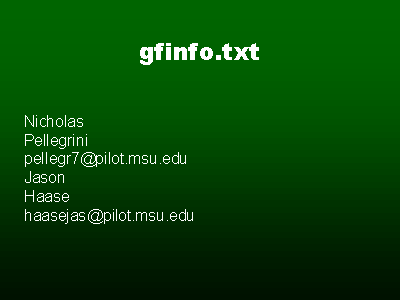 gfinfo.txt
Nicholas
Pellegrini
pellegr7@pilot.msu.edu
Jason
Haase
haasejas@pilot.msu.edu